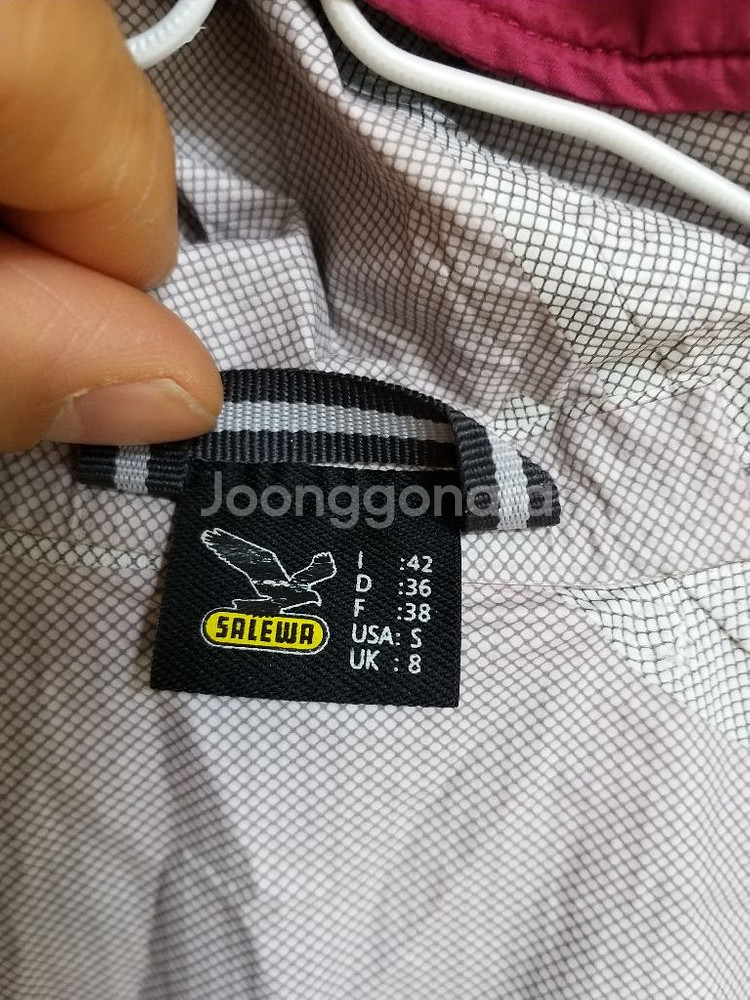 Joonggonara
I :42
D :36
F :38
USA: S
UK : 8
SALEWA